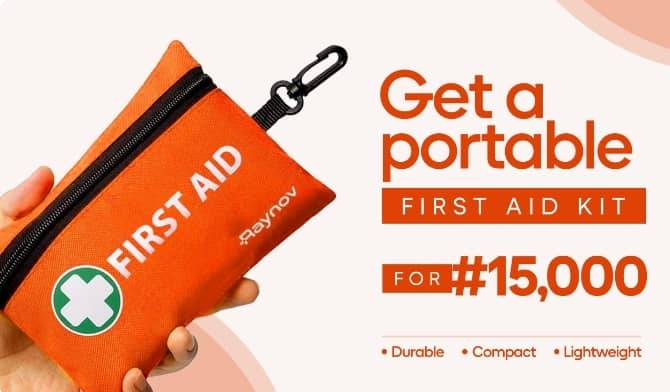 FIRST AID
Raynov
Get a
portable
FIRST AID KIT
FOR #15,000
• Durable • Compact • Lightweight